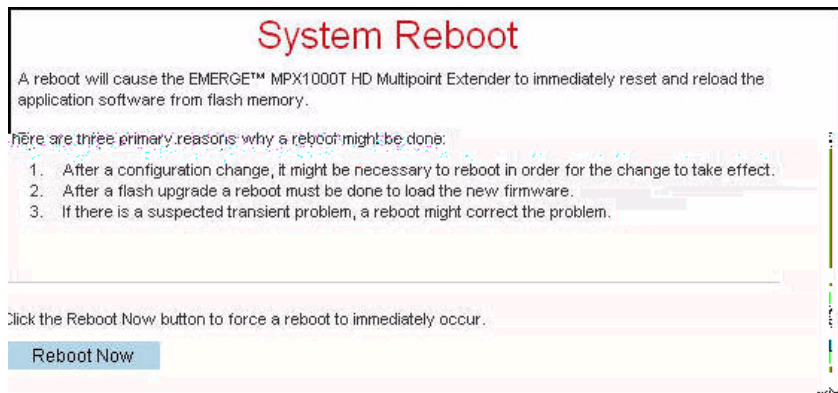 System Reboot
A reboot will cause the EMERGE™ MPX1000T HD Multipoint Extender to immediately reset and reload the
application software from flash memory.
here are three primary reasons why a reboot might be done:
1. After a configuration change, it might be necessary to reboot in order for the change to take effect.
2. After a flash upgrade a reboot must be done to load the new firmware.
3. If there is a suspected transient problem, a reboot might correct the problem.
Click the Reboot Now button to force a reboot to immediately occur.
Reboot Now